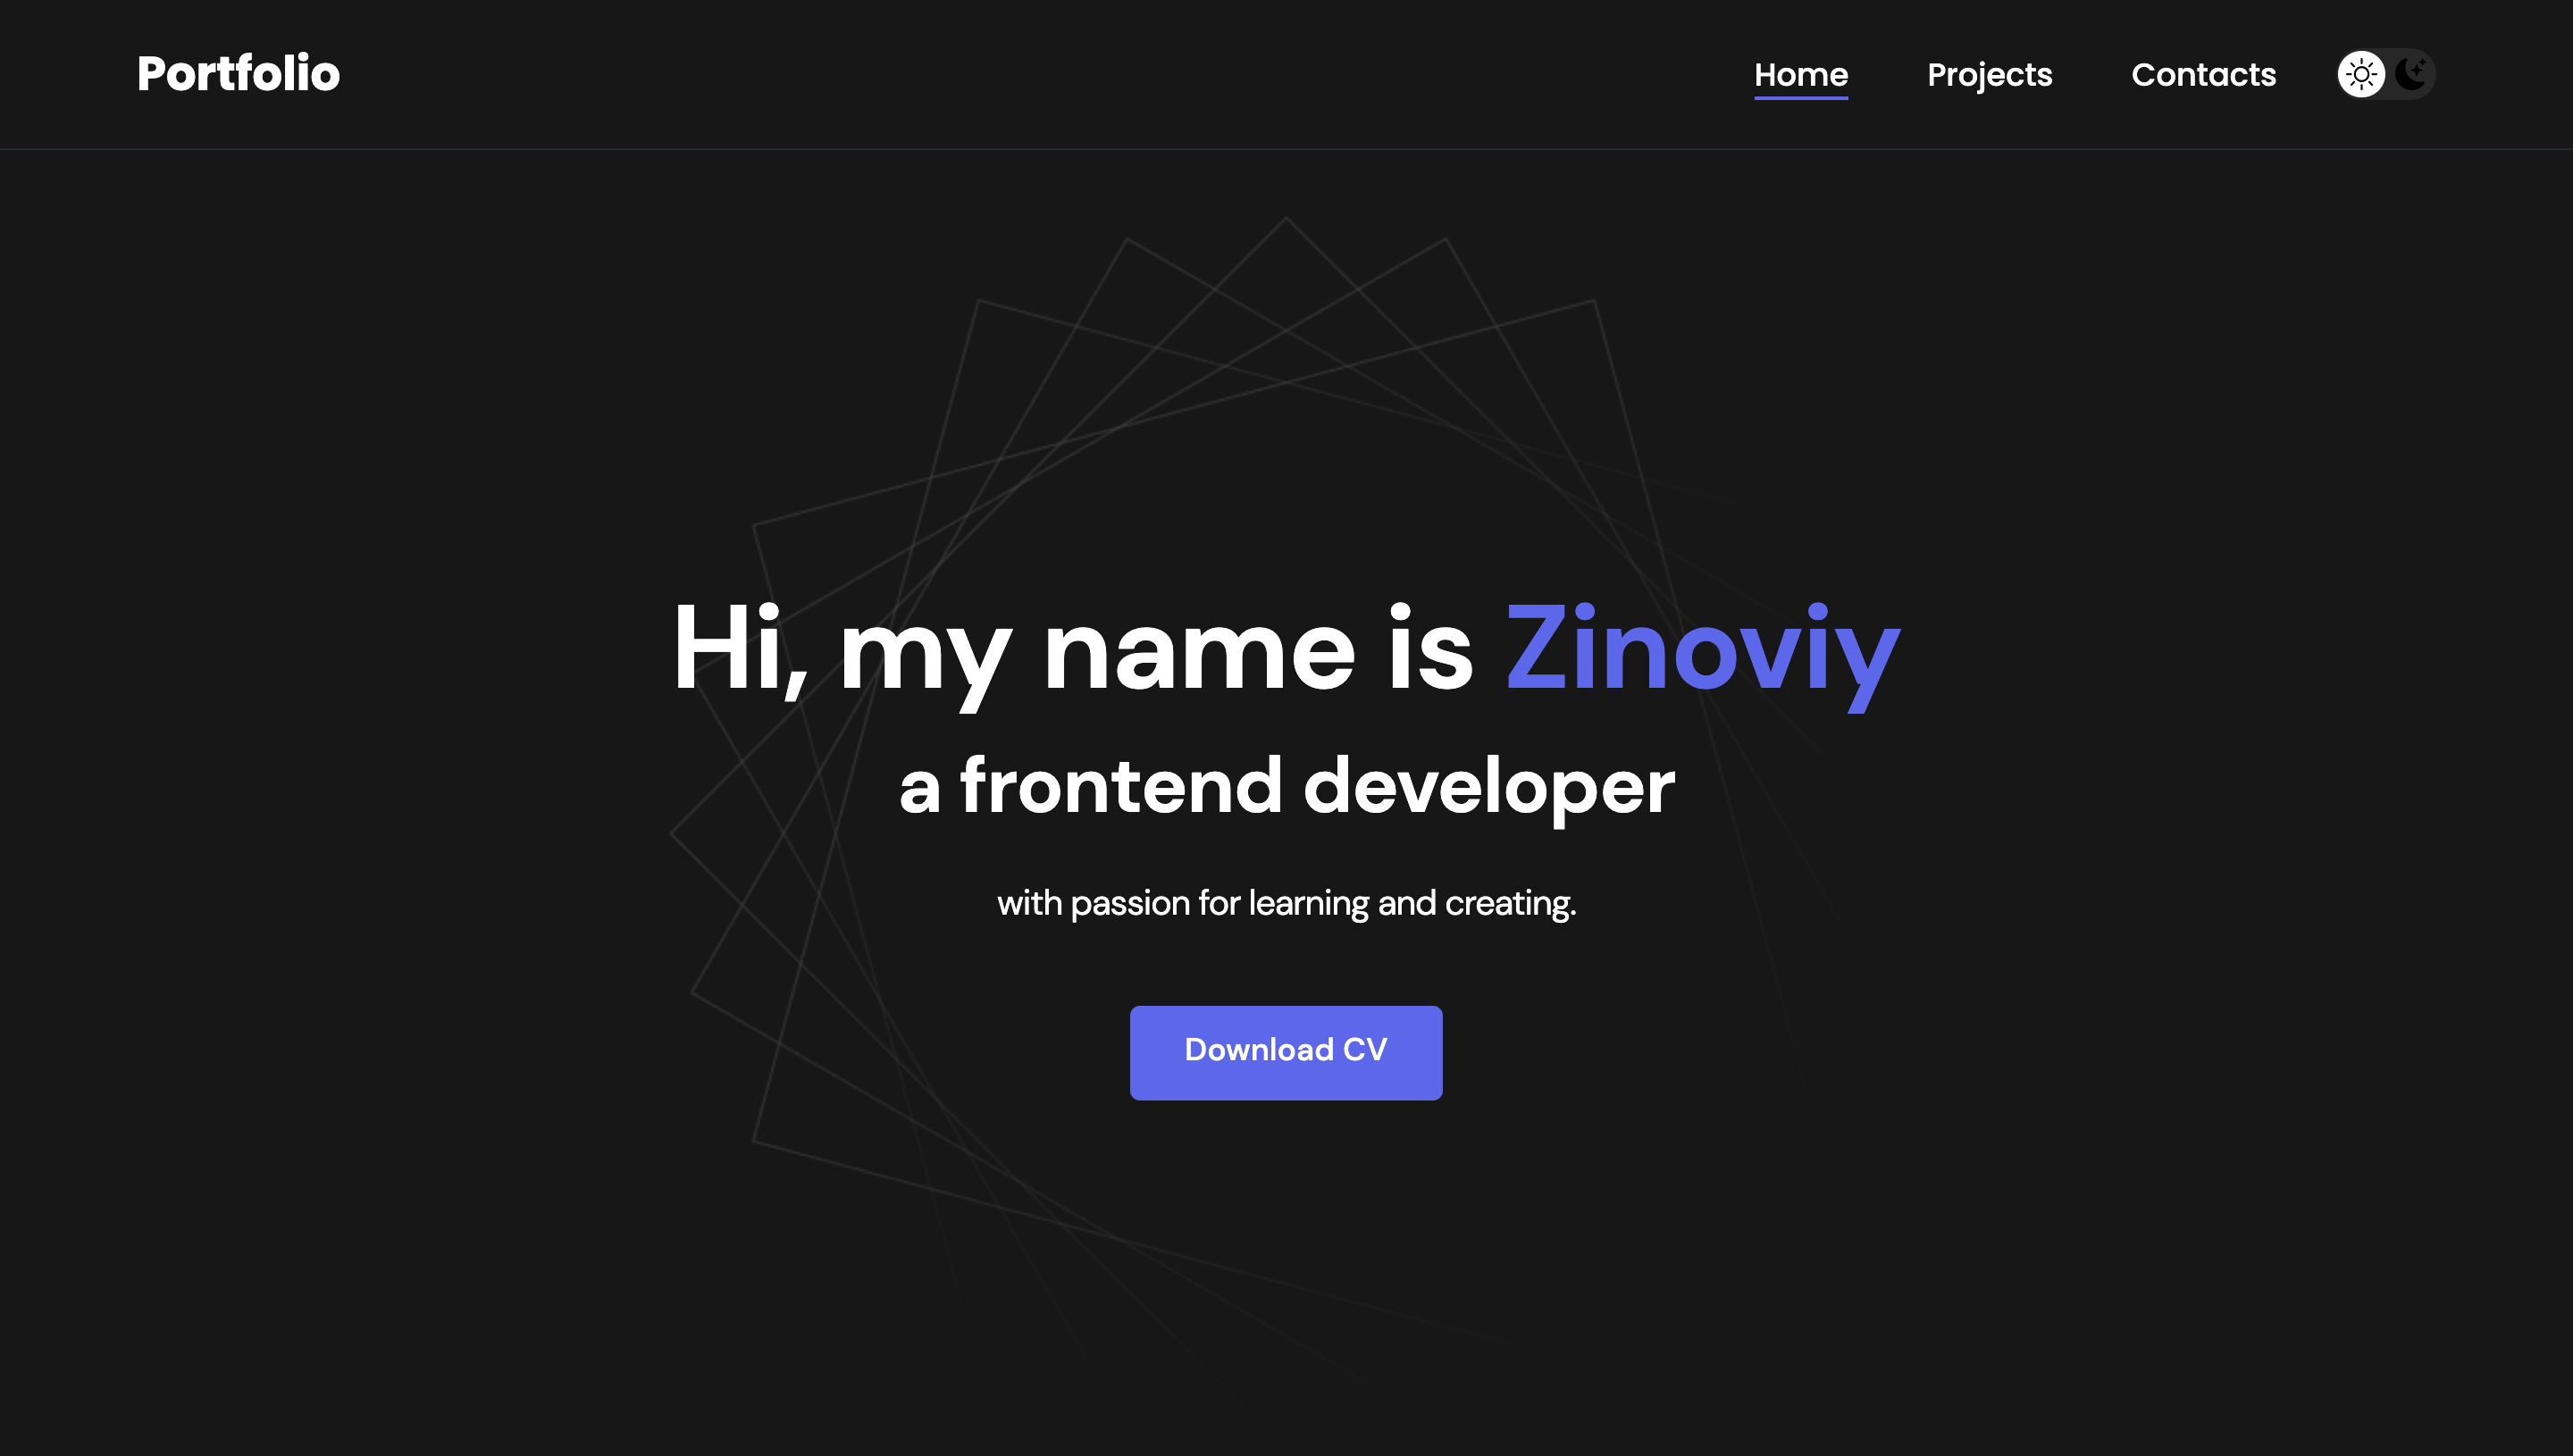 Portfolio
Home Projects Contacts
Hi, my name is Zinoviy
a frontend developer
with passion for learning and creating.
Download CV